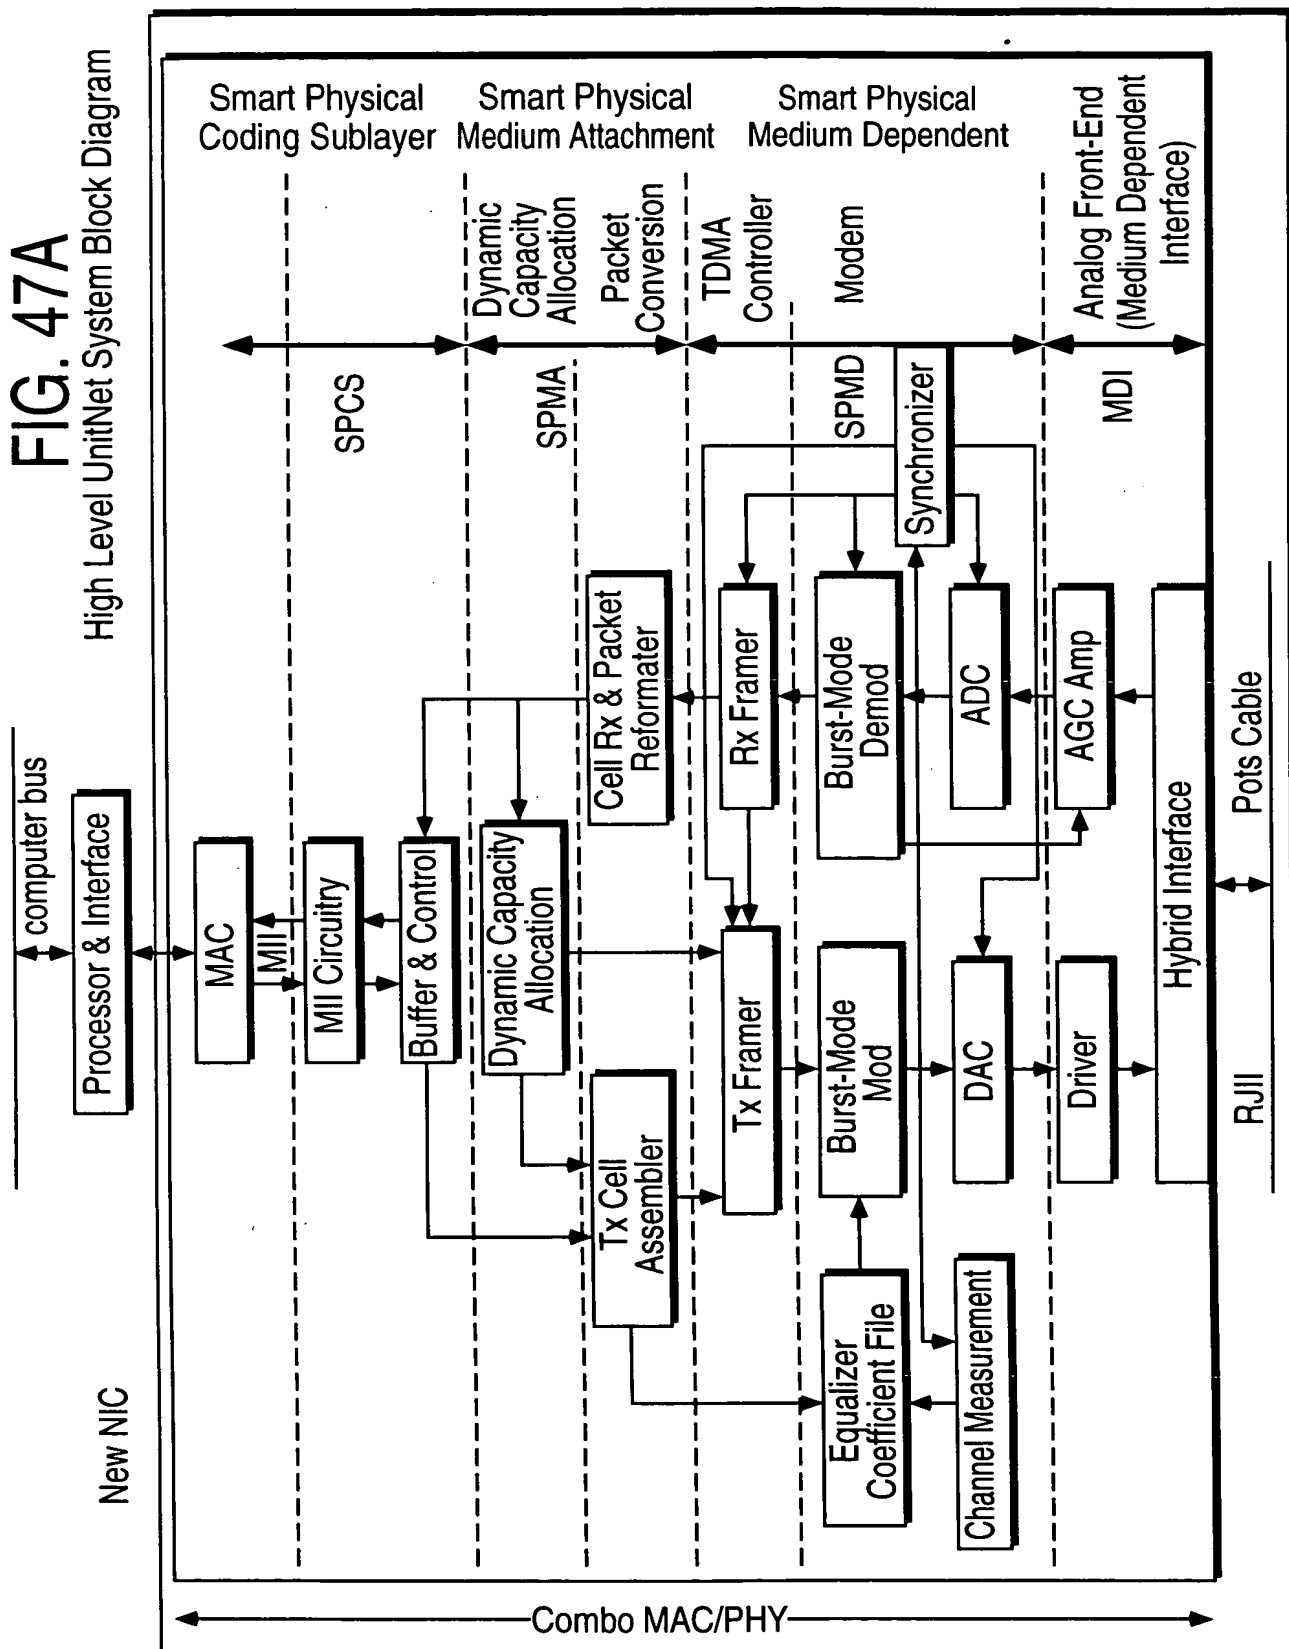 FIG. 47A
High Level UnitNet System Block Diagram
New NIC
computer bus
Processor & Interface
Smart Physical
Coding Sublayer
SPCS
MAC
MII
MII Circuitry
Buffer & Control
Smart Physical
Medium Attachment
Dynamic
Capacity
Allocation
Packet
Conversion
SPMA
Dynamic Capacity
Allocation
Tx Cell
Assembler
Cell Rx & Packet
Reformater
Smart Physical
Medium Dependent
TDMA
Controller
Modem
SPMD
Synchronizer
Tx Framer
Rx Framer
Equalizer
Coefficient File
Burst-Mode
Mod
Burst-Mode
Demod
Channel Measurement
DAC
ADC
Analog Front-End
(Medium Dependent
Interface)
MDI
Driver
AGC Amp
Hybrid Interface
RJII
Pots Cable
Combo MAC/PHY